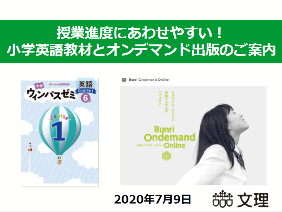 授業進度にあわせやすい！
小学英語教材とオンデマンド出版のご案内
ウィンパスゼミ
英語
6
1
Bunri Ondemand Online
Bunri
Ondemand
Online
2020年7月9日
文理